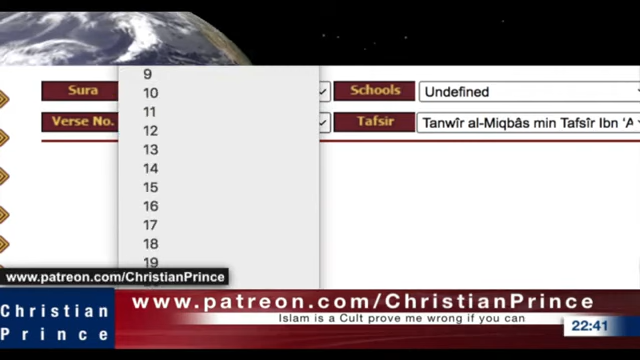 9
Sura
10
Schools
Undefined
11
Verse No.
12
Tafsir
Tanwîr al-Miqbâs min Tafsîr Ibn ‘A
13
14
15
16
17
18
19
www.patreon.com/ChristianPrince
www.patreon.com/ChristianPrince
Christian
Prince
Islam is a Cult prove me wrong if you can
22:41